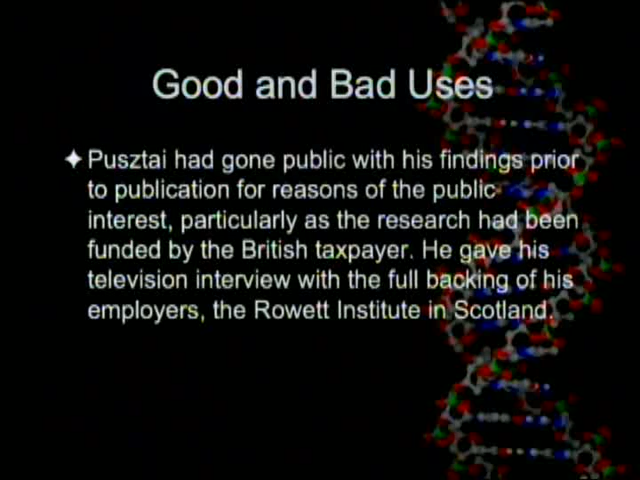 Good and Bad Uses
Pusztai had gone public with his findings prior
to publication for reasons of the public
interest, particularly as the research had been
funded by the British taxpayer. He gave his
television interview with the full backing of his
employers, the Rowett Institute in Scotland.